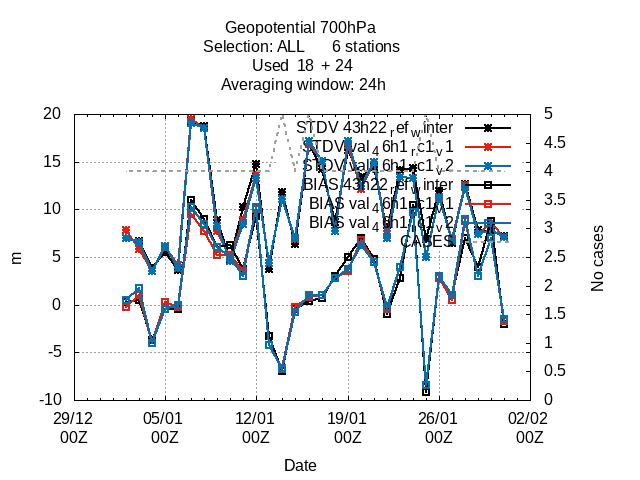 Geopotential 700hPa
Selection: ALL 6 stations
Used 18 + 24
Averaging window: 24h
20
15
10
5
0
-5
-10
m
5
4.5
4
3.5
3
2.5
2
1.5
1
0.5
0
No cases
STDV 43h22_ref_winter
STDV val_46h1_rc1_v1
STDV val_46h1_rc1_v2
BIAS 43h22_ref_winter
BIAS val_46h1_rc1_v1
BIAS val_46h1_rc1_v2
CASES
29/12 05/01 12/01 19/01 26/01 02/02
00Z 00Z 00Z 00Z 00Z 00Z
Date